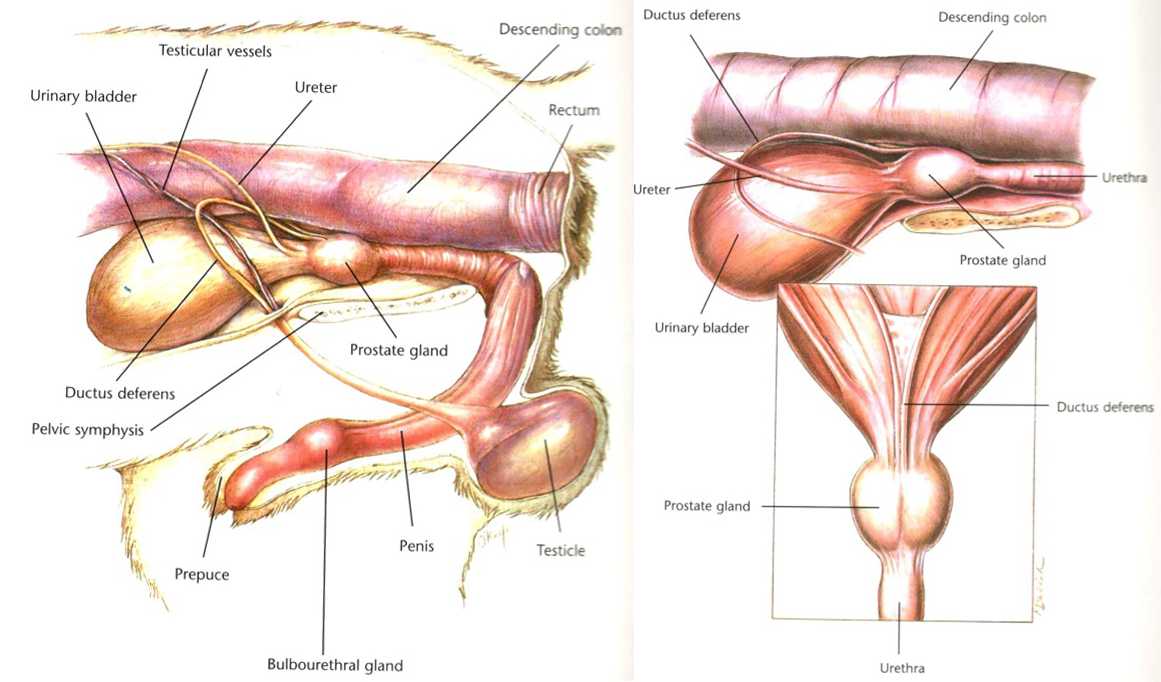 Descending colon
Testicular vessels
Ureter
Urinary bladder
Rectum
Prostate gland
Ductus deferens
Pelvic symphysis
Penis
Testicle
Prepuce
Bulbourethral gland
Ductus deferens
Descending colon
Ureter
Urethra
Prostate gland
Urinary bladder
Ductus deferens
Prostate gland
Urethra